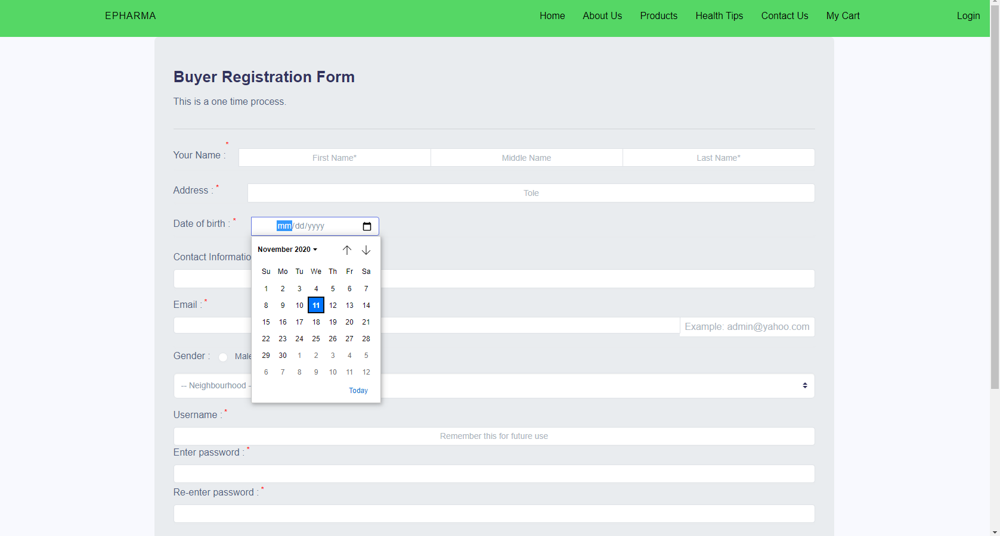 EPHARMA Home About Us Products Health Tips Contact Us My Cart Login
Buyer Registration Form
This is a one time process.
Your Name : * First Name* Middle Name Last Name*
Address : * Tole
Date of birth : * mm/dd/yyyy
November 2020
Contact Informatio
Su Mo Tu We Th Fr Sa
1 2 3 4 5 6 7
8 9 10 11 12 13 14
15 16 17 18 19 20 21
22 23 24 25 26 27 28
29 30 1 2 3 4 5
6 7 8 9 10 11 12
Today
Email : *
Example: admin@yahoo.com
Gender : Male
-- Neighbourhood -
Username : *
Remember this for future use
Enter password : *
Re-enter password : *